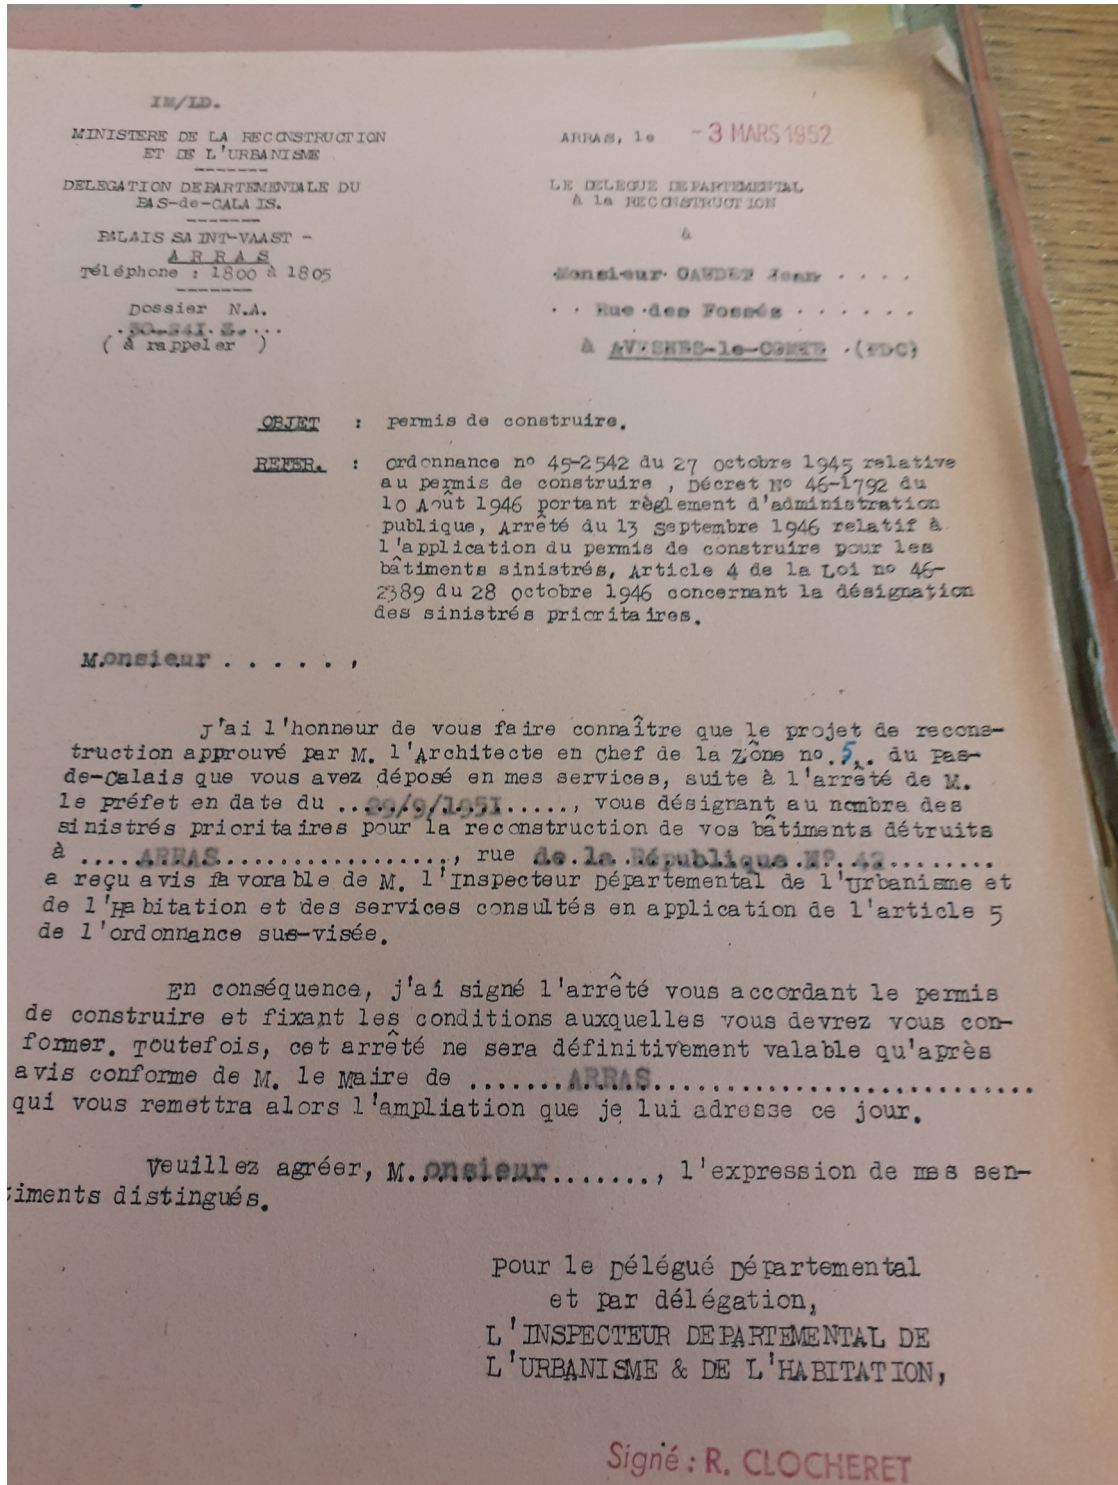 IM/LD.
MINISTERE DE LA RECONSTRUCTION
ET DE L'URBANISME
DELEGATION DEPARTEMENTALE DU
PAS-de-CALAIS.
PALAIS SAINT-VAAST -
ARRAS
Téléphone : 1800 à 1805
Dossier N.A.
( à rappeler )
ARRAS, le - 3 MARS 1952
LE DELEGUE DEPARTEMENTAL
à la RECONSTRUCTION
à
Monsieur Jean . . . .
. . Rue des Fossés . . . . . .
à AVESNES-le-COMTE . (PDC)
OBJET : permis de construire.
REFER. : ordonnance n° 45-2542 du 27 octobre 1945 relative
au permis de construire , Décret N° 46-1792 du
10 Août 1946 portant règlement d'administration
publique, Arrêté du 13 septembre 1946 relatif à
l'application du permis de construire pour les
bâtiments sinistrés, Article 4 de la Loi n° 46-
2389 du 28 octobre 1946 concernant la désignation
des sinistrés prioritaires.
M.onsieur . . . . . . ,
J'ai l'honneur de vous faire connaître que le projet de recons-
truction approuvé par M. l'Architecte en Chef de la Zône n° .5. du Pas-
de-Calais que vous avez déposé en mes services, suite à l'arrêté de M.
le préfet en date du ...29/9/1951....., vous désignant au nombre des
sinistrés prioritaires pour la reconstruction de vos bâtiments détruits
à .....ARRAS................., rue de la République N° 42........
a reçu avis favorable de M. l'Inspecteur Départemental de l'Urbanisme et
de l'Habitation et des services consultés en application de l'article 5
de l'ordonnance sus-visée.
En conséquence, j'ai signé l'arrêté vous accordant le permis
de construire et fixant les conditions auxquelles vous devrez vous con-
former. Toutefois, cet arrêté ne sera définitivement valable qu'après
avis conforme de M. le Maire de .......ARRAS............................
qui vous remettra alors l'ampliation que je lui adresse ce jour.
Veuillez agréer, M.onsieur......., l'expression de mes sen-
timents distingués.
Pour le Délégué Départemental
et par délégation,
L'INSPECTEUR DEPARTEMENTAL DE
L'URBANISME & DE L'HABITATION,
Signé : R. CLOCHERET